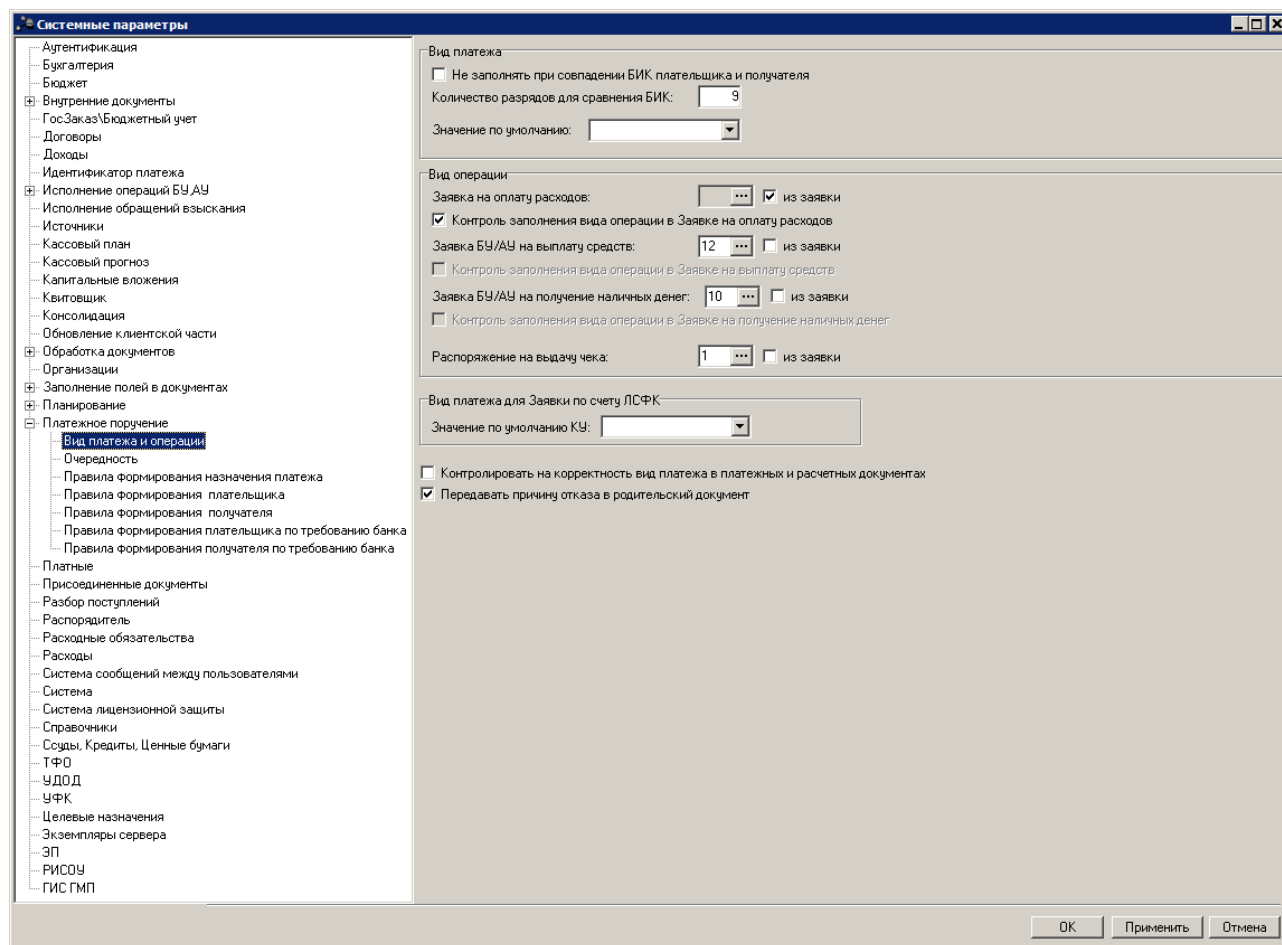 Системные параметры
Аутентификация
Бухгалтерия
Бюджет
Внутренние документы
ГосЗаказ\Бюджетный учет
Договоры
Доходы
Идентификатор платежа
Исполнение операций БУ,АУ
Исполнение обращений взыскания
Источники
Кассовый план
Кассовый прогноз
Капитальные вложения
Квитовщик
Консолидация
Обновление клиентской части
Обработка документов
Организации
Заполнение полей в документах
Планирование
Платежное поручение
Вид платежа и операции
Очередность
Правила формирования назначения платежа
Правила формирования плательщика
Правила формирования получателя
Правила формирования плательщика по требованию банка
Правила формирования получателя по требованию банка
Платные
Присоединенные документы
Разбор поступлений
Распорядитель
Расходные обязательства
Расходы
Система сообщений между пользователями
Система
Система лицензионной защиты
Справочники
Ссуды, Кредиты, Ценные бумаги
ТФО
УДОД
УФК
Целевые назначения
Экземпляры сервера
ЭП
РИСОУ
ГИС ГМП
Вид платежа
Не заполнять при совпадении БИК плательщика и получателя
Количество разрядов для сравнения БИК: 9
Значение по умолчанию:
Вид операции
Заявка на оплату расходов: ... из заявки
Контроль заполнения вида операции в Заявке на оплату расходов
Заявка БУ/АУ на выплату средств: 12 ... из заявки
Контроль заполнения вида операции в Заявке на выплату средств
Заявка БУ/АУ на получение наличных денег: 10 ... из заявки
Контроль заполнения вида операции в Заявке на получение наличных денег
Распоряжение на выдачу чека: 1 ... из заявки
Вид платежа для Заявки по счету ЛСФК
Значение по умолчанию КУ:
Контролировать на корректность вид платежа в платежных и расчетных документах
Передавать причину отказа в родительский документ
OK Применить Отмена